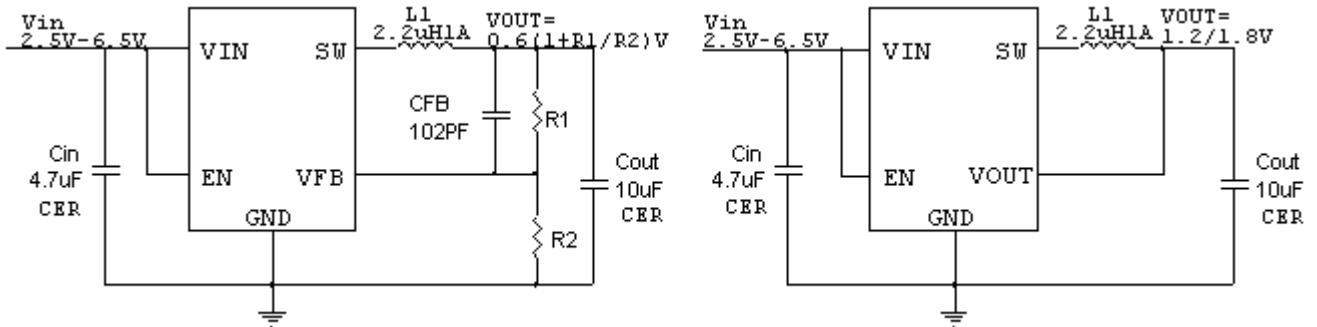 Vin
2.5V-6.5V
L1
2.2uH1A
VOUT=
0.6(1+R1/R2)V
VIN
SW
CFB
102PF
R1
Cin
4.7uF
CER
EN
VFB
Cout
10uF
CER
GND
R2
Vin
2.5V-6.5V
L1
2.2uH1A
VOUT=
1.2/1.8V
VIN
SW
Cin
4.7uF
CER
EN
VOUT
Cout
10uF
CER
GND